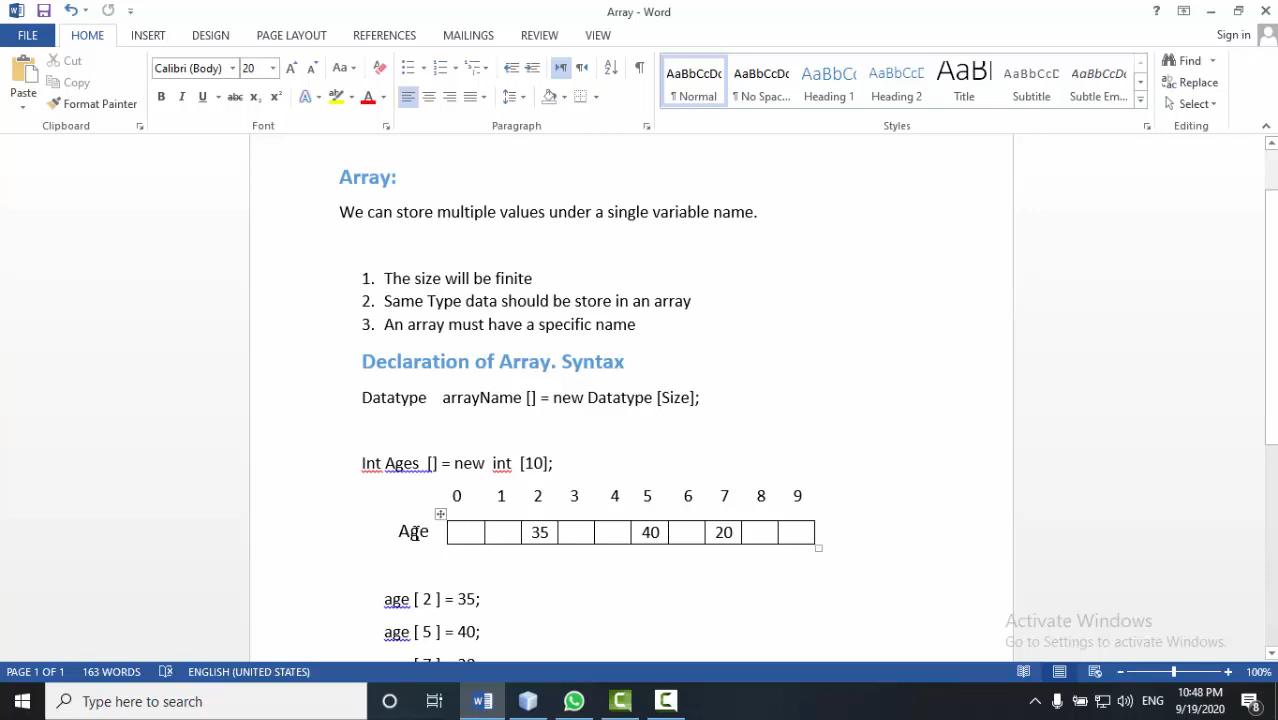 Array - Word
FILE HOME INSERT DESIGN PAGE LAYOUT REFERENCES MAILINGS REVIEW VIEW Sign in
Paste Cut Copy Format Painter
Clipboard
Calibri (Body) 20
Font
Paragraph
AaBbCcDc AaBbCcDc AaBbCc AaBbCcE AaBl AaBbCcD AaBbCcDc
¶ Normal ¶ No Spac... Heading 1 Heading 2 Title Subtitle Subtle Em...
Styles
Find
Replace
Select
Editing
Array:
We can store multiple values under a single variable name.
1. The size will be finite
2. Same Type data should be store in an array
3. An array must have a specific name
Declaration of Array. Syntax
Datatype arrayName [] = new Datatype [Size];
Int Ages [] = new int [10];
0 1 2 3 4 5 6 7 8 9
Age 35 40 20
age [ 2 ] = 35;
age [ 5 ] = 40;
Activate Windows
Go to Settings to activate Windows.
PAGE 1 OF 1 163 WORDS ENGLISH (UNITED STATES) 100%
Type here to search
ENG
10:48 PM
9/19/2020
8